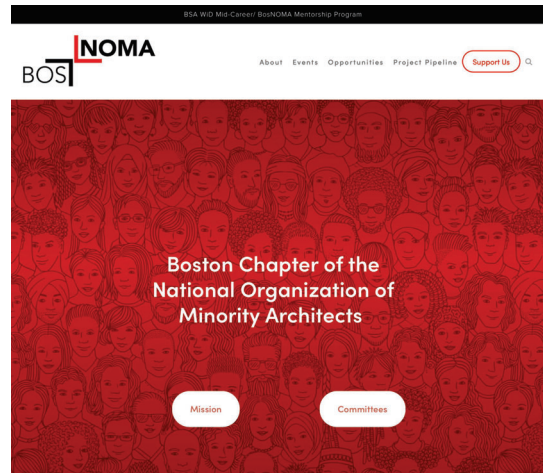 BSA WiD Mid-Career/ BosNOMA Mentorship Program
NOMA
BOS
About Events Opportunities Project Pipeline Support Us
Boston Chapter of the
National Organization of
Minority Architects
Mission Committees